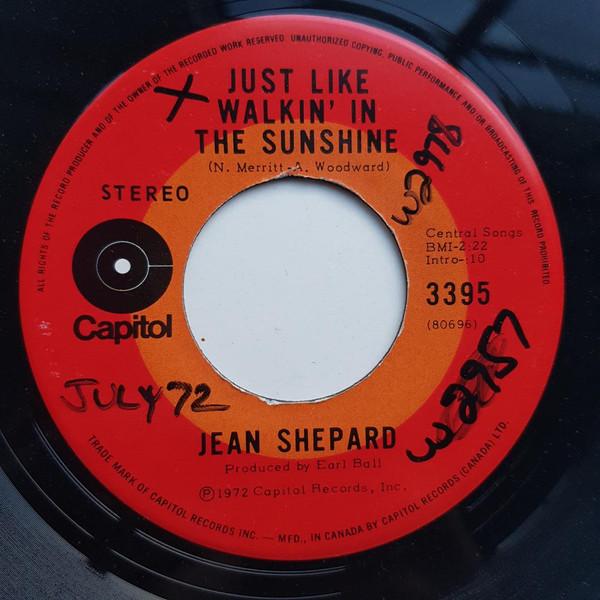 ALL RIGHTS OF THE RECORD PRODUCER AND OF THE OWNER OF THE RECORDED WORK RESERVED. UNAUTHORIZED COPYING, PUBLIC PERFORMANCE AND/OR BROADCASTING OF THIS RECORD PROHIBITED
X
JUST LIKE
WALKIN' IN
THE SUNSHINE
(N. Merritt-A. Woodward)
W2978
STEREO
Central Songs
BMI-2:22
Intro-:10
3395
(80696)
Capitol
JULY 72
W2957
JEAN SHEPARD
Produced by Earl Ball
Ⓟ1972 Capitol Records, Inc.
TRADE MARK OF CAPITOL RECORDS INC. — MFD. IN CANADA BY CAPITOL RECORDS (CANADA) LTD.